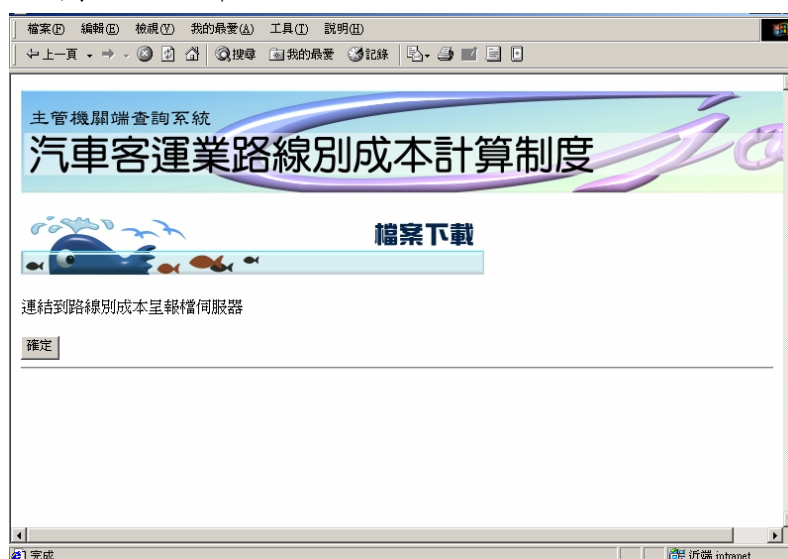 檔案(F) 編輯(E) 檢視(V) 我的最愛(A) 工具(T) 說明(H)
上一頁 搜尋 我的最愛 記錄
主管機關端查詢系統
汽車客運業路線別成本計算制度
檔案下載
連結到路線別成本呈報檔伺服器
確定
完成 近端 intranet